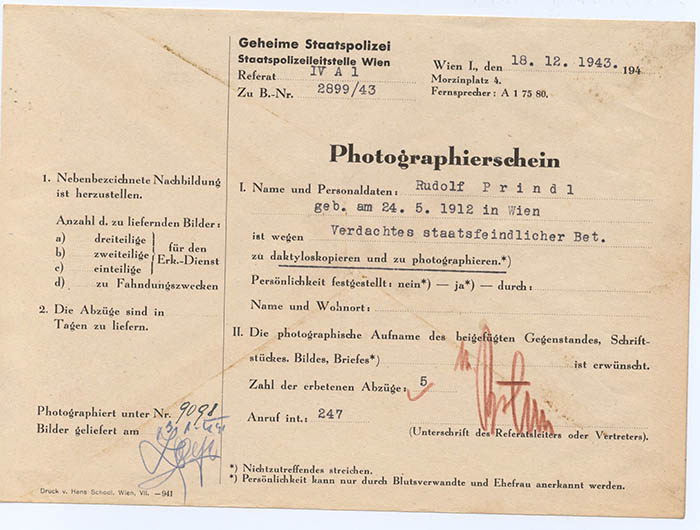 Geheime Staatspolizei
Staatspolizeileitstelle Wien
Referat IV A 1
Zu B.-Nr. 2899/43
Wien I., den 18. 12. 1943. 194
Morzinplatz 4.
Fernsprecher: A 1 75 80.
Photographierschein
1. Nebenbezeichnete Nachbildung
ist herzustellen.
Anzahl d. zu liefernden Bilder:
a) dreiteilige
b) zweiteilige
c) einteilige
für den
Erk.-Dienst
d) zu Fahndungszwecken
2. Die Abzüge sind in
Tagen zu liefern.
Photographiert unter Nr. 9098
Bilder geliefert am
I. Name und Personaldaten: Rudolf Prindl
geb. am 24. 5. 1912 in Wien
ist wegen Verdachtes staatsfeindlicher Bet.
zu daktyloskopieren und zu photographieren.*)
Persönlichkeit festgestellt: nein*) — ja*) — durch:
Name und Wohnort:
II. Die photographische Aufname des beigefügten Gegenstandes, Schrift-
stückes. Bildes, Briefes*) ist erwünscht.
Zahl der erbetenen Abzüge: 5
Anruf int.: 247
(Unterschrift des Referatsleiters oder Vertreters).
*) Nichtzutreffendes streichen.
*) Persönlichkeit kann nur durch Blutsverwandte und Ehefrau anerkannt werden.
Druck v. Hans School, Wien, VII. — 941